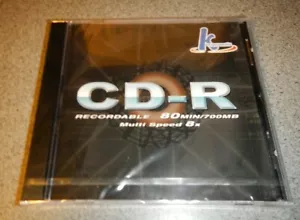 k
CD-R
RECORDABLE 80MIN/700MB
Multi Speed 8x